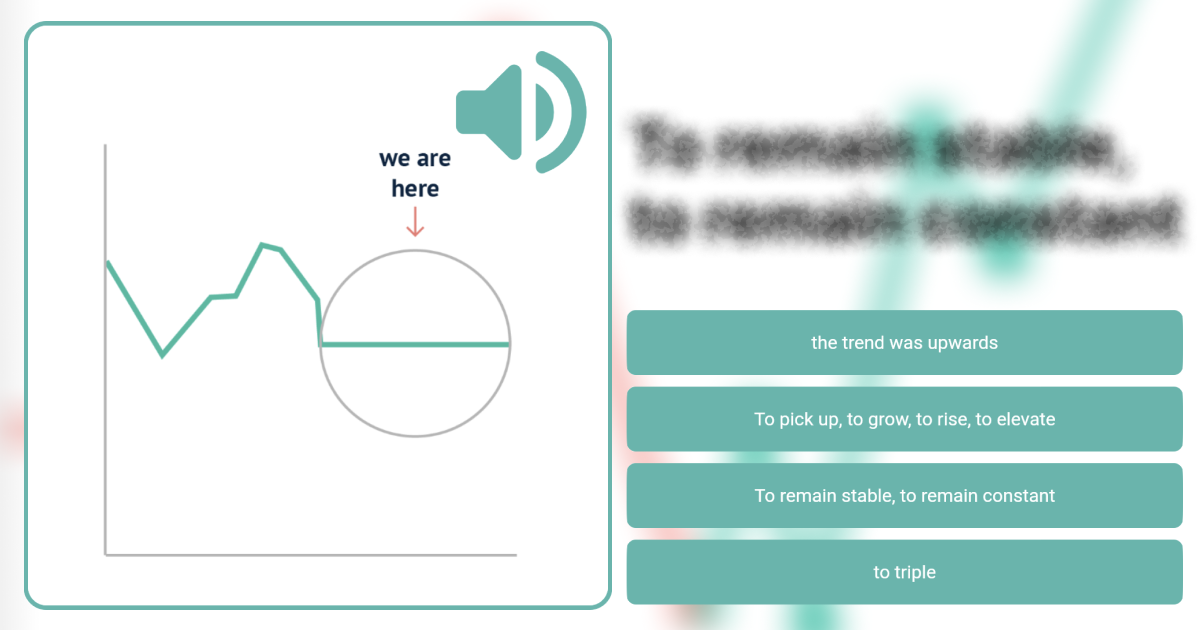 we are
here
the trend was upwards
To pick up, to grow, to rise, to elevate
To remain stable, to remain constant
to triple